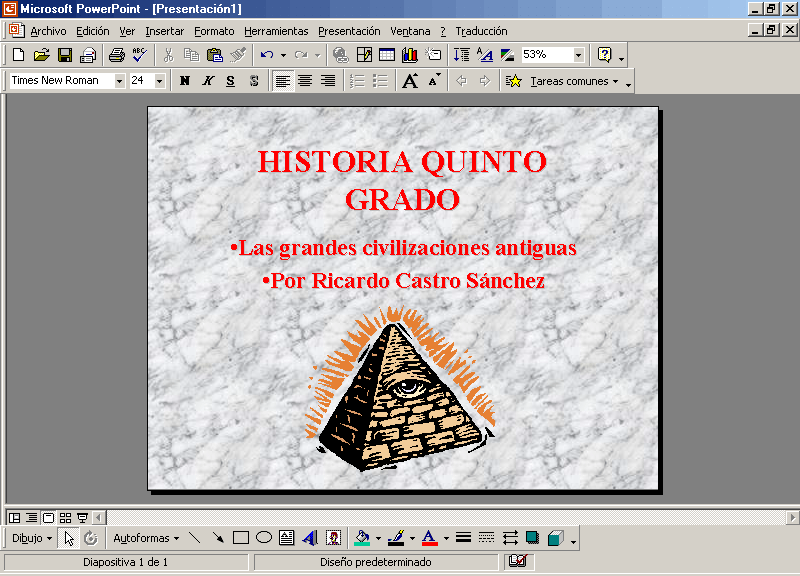 Microsoft PowerPoint - [Presentación1]
Archivo Edición Ver Insertar Formato Herramientas Presentación Ventana ? Traducción
ABC 53% ?
Times New Roman 24 N K S S A A Tareas comunes
HISTORIA QUINTO
GRADO
•Las grandes civilizaciones antiguas
•Por Ricardo Castro Sánchez
Dibujo Autoformas A A
Diapositiva 1 de 1 Diseño predeterminado